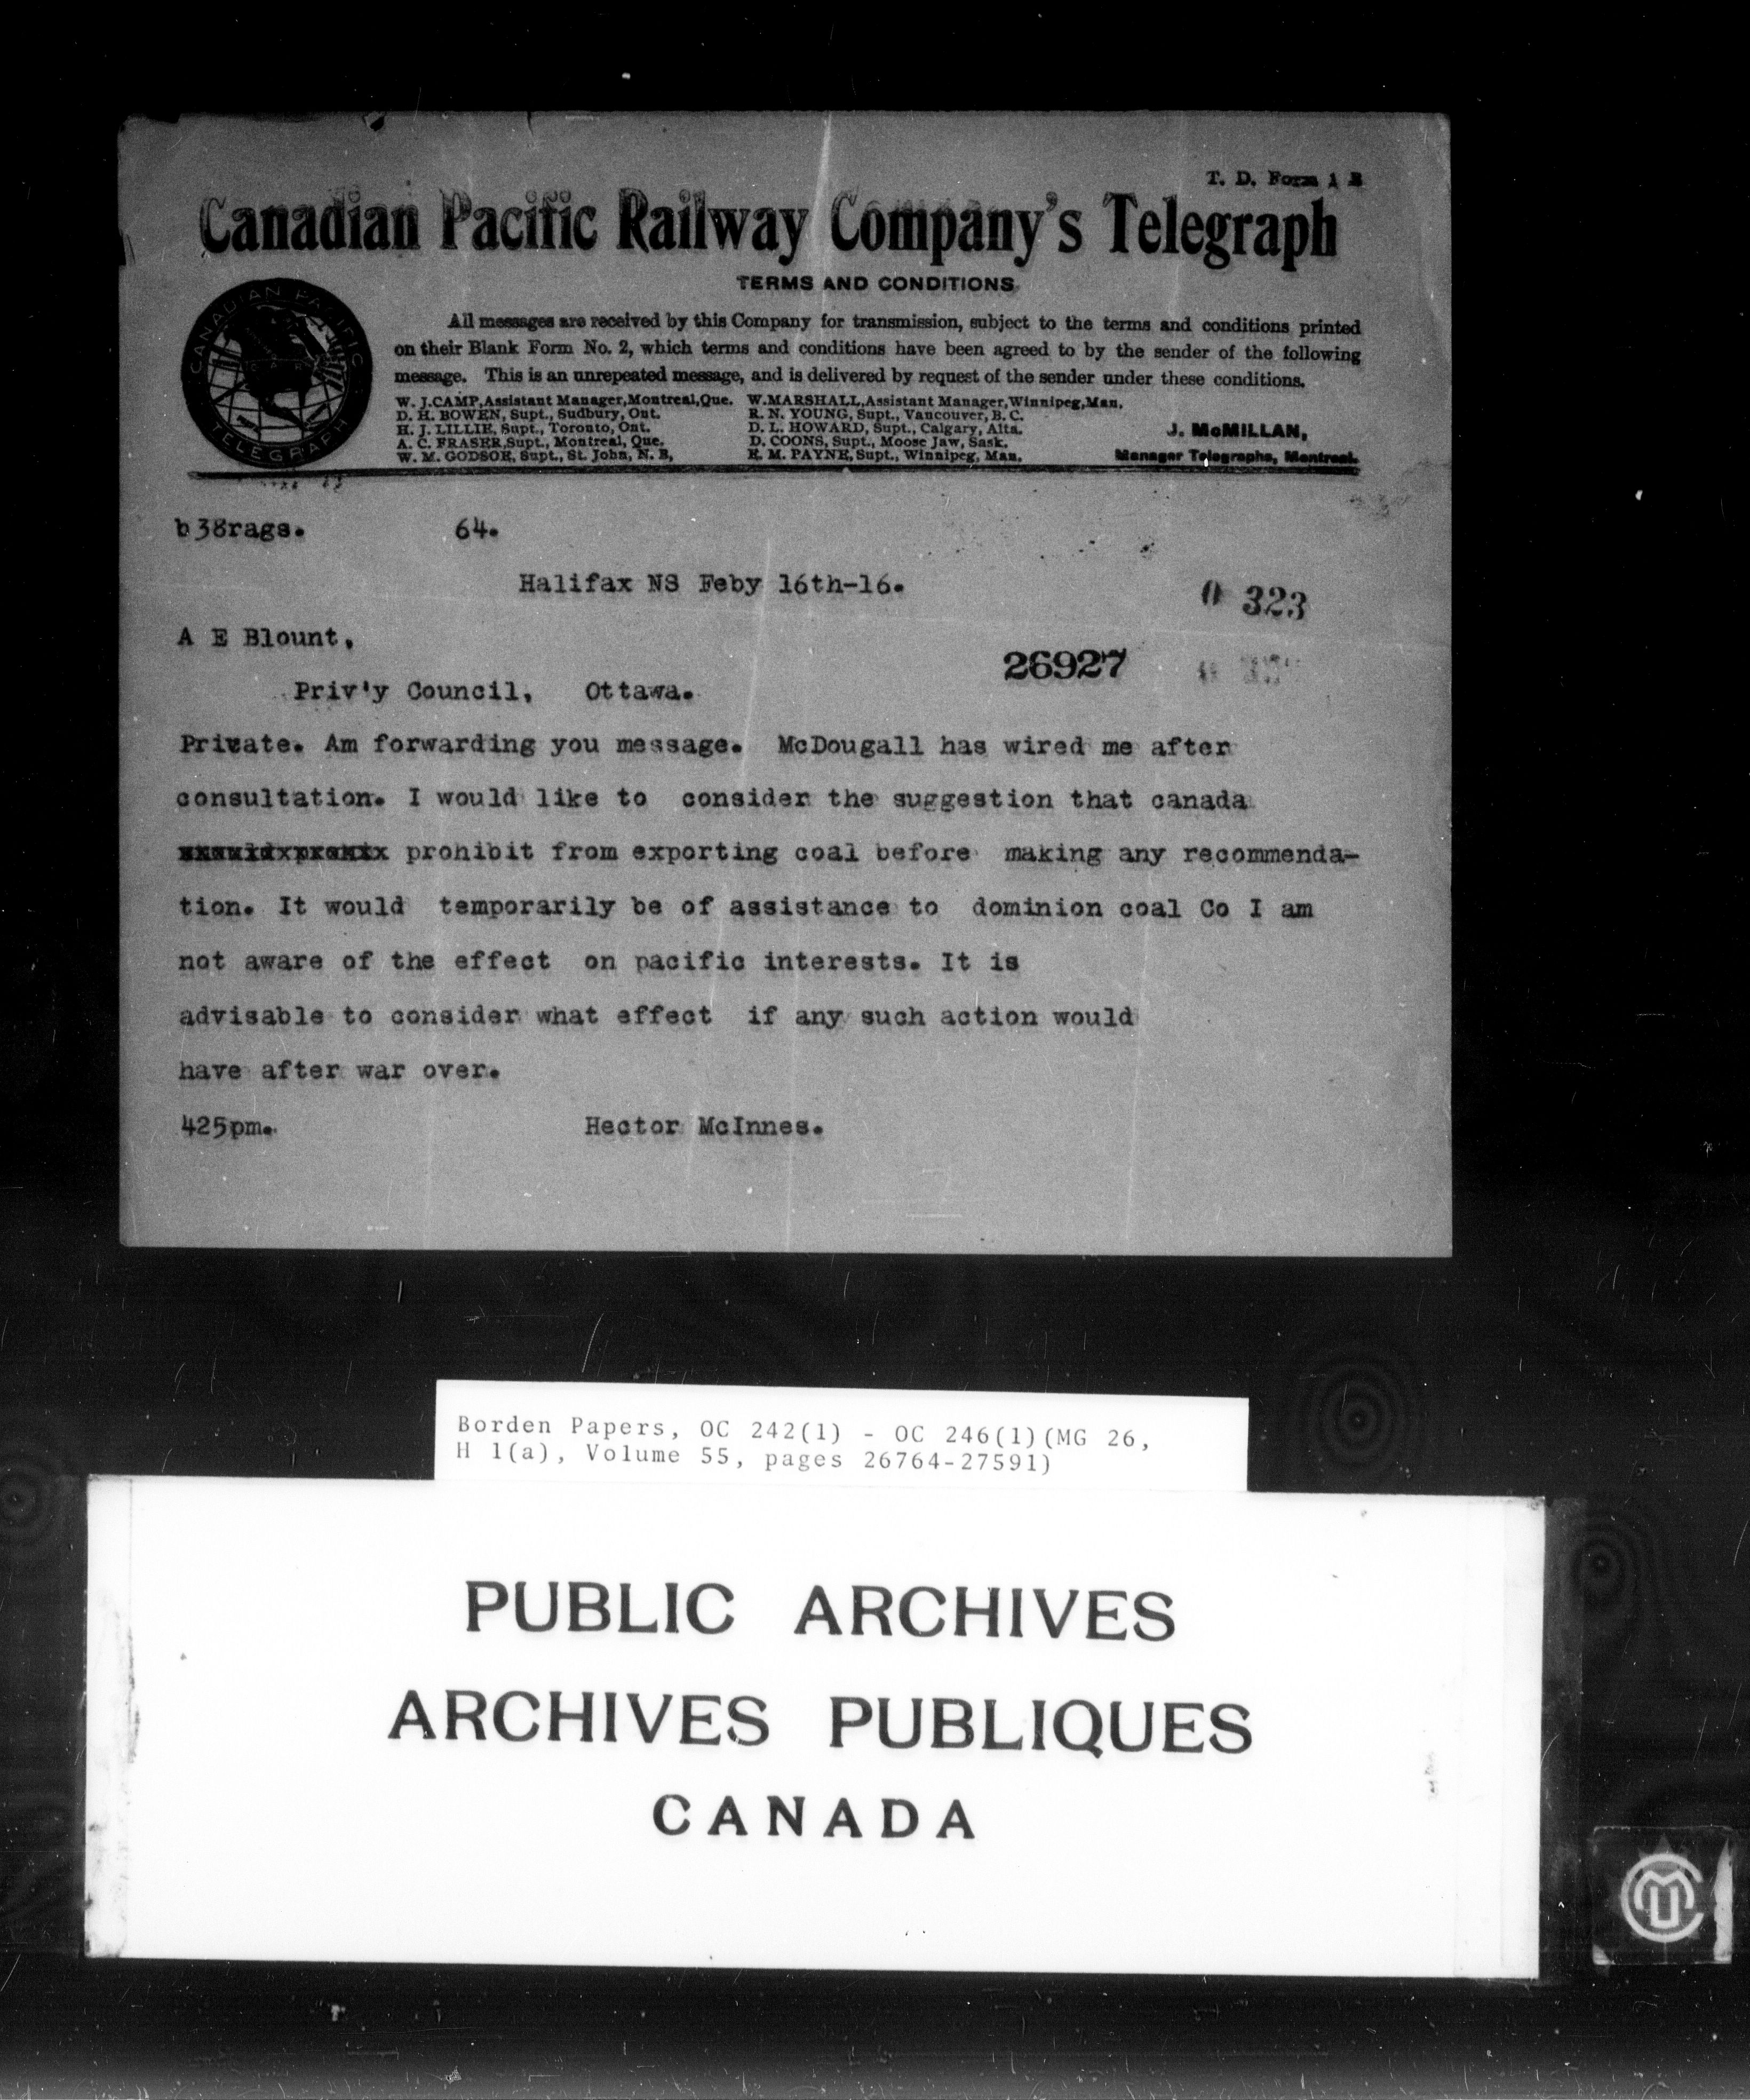 T. D. Form 1 B
Canadian Pacific Railway Company's Telegraph
TERMS AND CONDITIONS
CANADIAN PACIFIC
TELEGRAPH
All messages are received by this Company for transmission, subject to the terms and conditions printed
on their Blank Form No. 2, which terms and conditions have been agreed to by the sender of the following
message. This is an unrepeated message, and is delivered by request of the sender under these conditions.
W. J. CAMP, Assistant Manager, Montreal, Que. W. MARSHALL, Assistant Manager, Winnipeg, Man.
D. H. BOWEN, Supt., Sudbury, Ont. R. N. YOUNG, Supt., Vancouver, B. C.
H. J. LILLIE, Supt., Toronto, Ont. D. L. HOWARD, Supt., Calgary, Alta.
A. C. FRASER, Supt., Montreal, Que. D. COONS, Supt., Moose Jaw, Sask.
W. M. GODSOE, Supt., St. John, N. B, E. M. PAYNE, Supt., Winnipeg, Man.
J. McMILLAN,
Manager Telegraphs, Montreal.
b38rags. 64.
Halifax NS Feby 16th-16.
0 323
A E Blount,
26927
Priv'y Council, Ottawa.
Private. Am forwarding you message. McDougall has wired me after
consultation. I would like to consider the suggestion that canada
prohibit from exporting coal before making any recommenda-
tion. It would temporarily be of assistance to dominion coal Co I am
not aware of the effect on pacific interests. It is
advisable to consider what effect if any such action would
have after war over.
425pm. Hector McInnes.
Borden Papers, OC 242(1) - OC 246(1)(MG 26,
H 1(a), Volume 55, pages 26764-27591)
PUBLIC ARCHIVES
ARCHIVES PUBLIQUES
CANADA